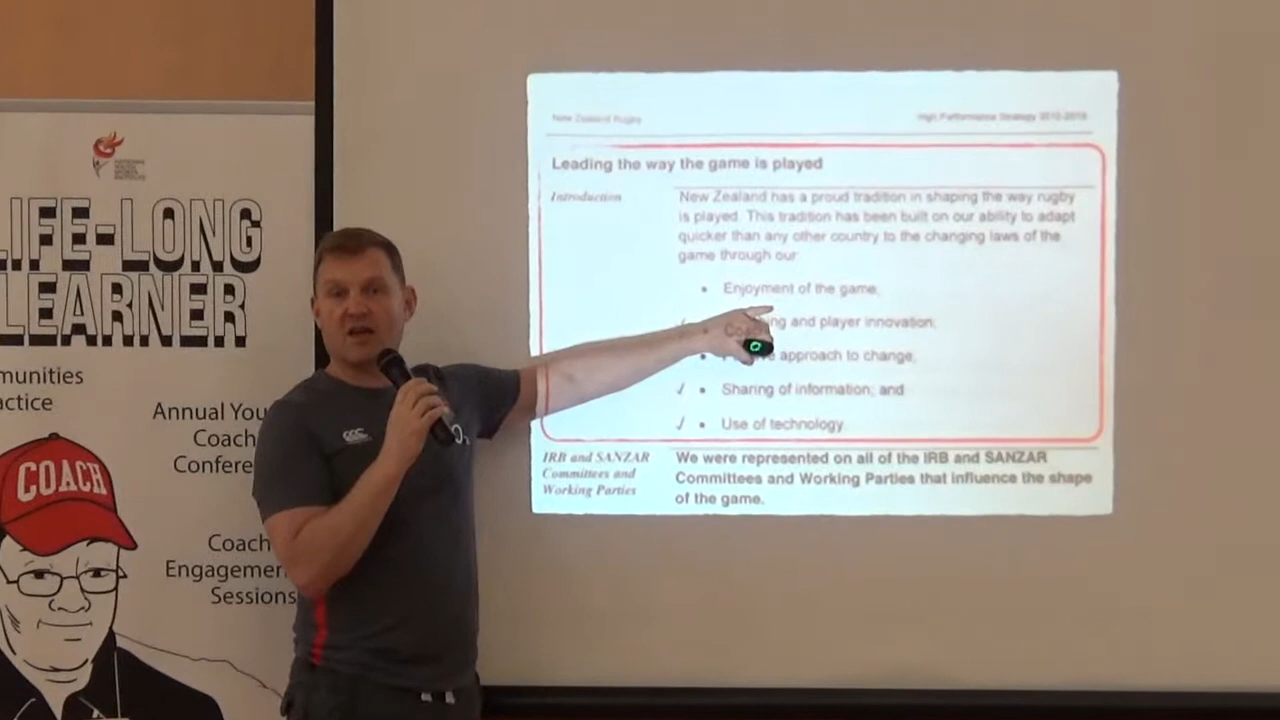 LIFE-LONG
LEARNER
munities
actice
Annual You
Coach
Confere
COACH
Coach
Engagemen
Sessions
New Zealand Rugby
High Performance Strategy
Leading the way the game is played
Introduction
New Zealand has a proud tradition in shaping the way rugby
is played. This tradition has been built on our ability to adapt
quicker than any other country to the changing laws of the
game through our:
• Enjoyment of the game;
ing and player innovation;
approach to change;
• Sharing of information; and
• Use of technology
IRB and SANZAR
Committees and
Working Parties
We were represented on all of the IRB and SANZAR
Committees and Working Parties that influence the shape
of the game.
CCC